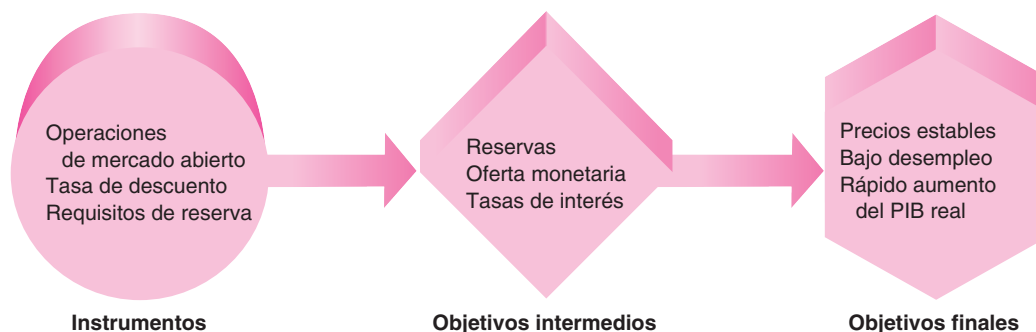 Operaciones
de mercado abierto
Tasa de descuento
Requisitos de reserva
Instrumentos
Reservas
Oferta monetaria
Tasas de interés
Objetivos intermedios
Precios estables
Bajo desempleo
Rápido aumento
del PIB real
Objetivos finales